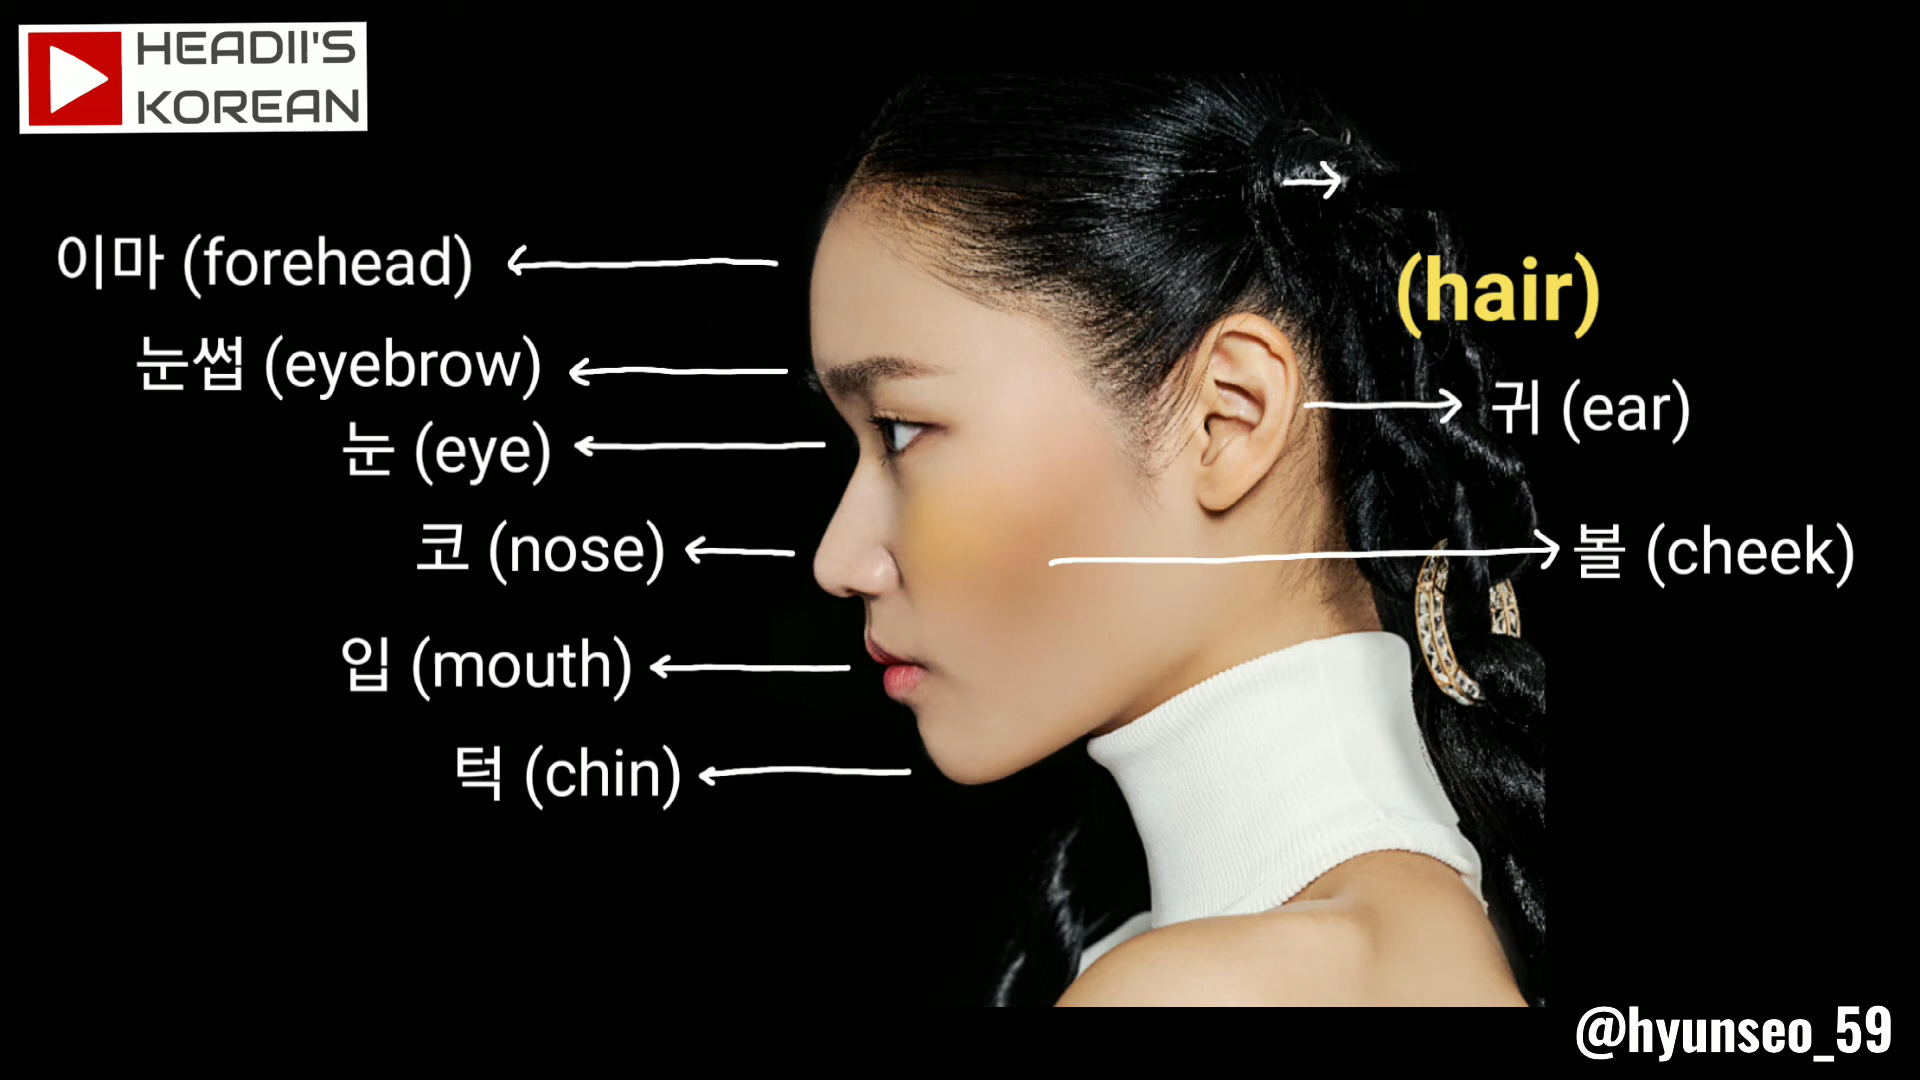 HEADII'S
KOREAN
이마 (forehead)
(hair)
눈썹 (eyebrow)
귀 (ear)
눈 (eye)
코 (nose)
볼 (cheek)
입 (mouth)
턱 (chin)
@hyunseo_59